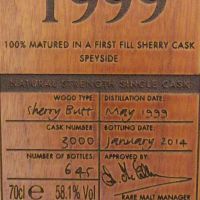 1999
100% MATURED IN A FIRST FILL SHERRY CASK
SPEYSIDE
NATURAL STRENGTH SINGLE CASK
WOOD TYPE: DISTILLATION DATE:
Sherry Butt May 1999
CASK NUMBER: BOTTLING DATE:
3000 January 2014
NUMBER OF BOTTLES: APPROVED BY:
645
70cl e 58.1% Vol
RARE MALT MANAGER